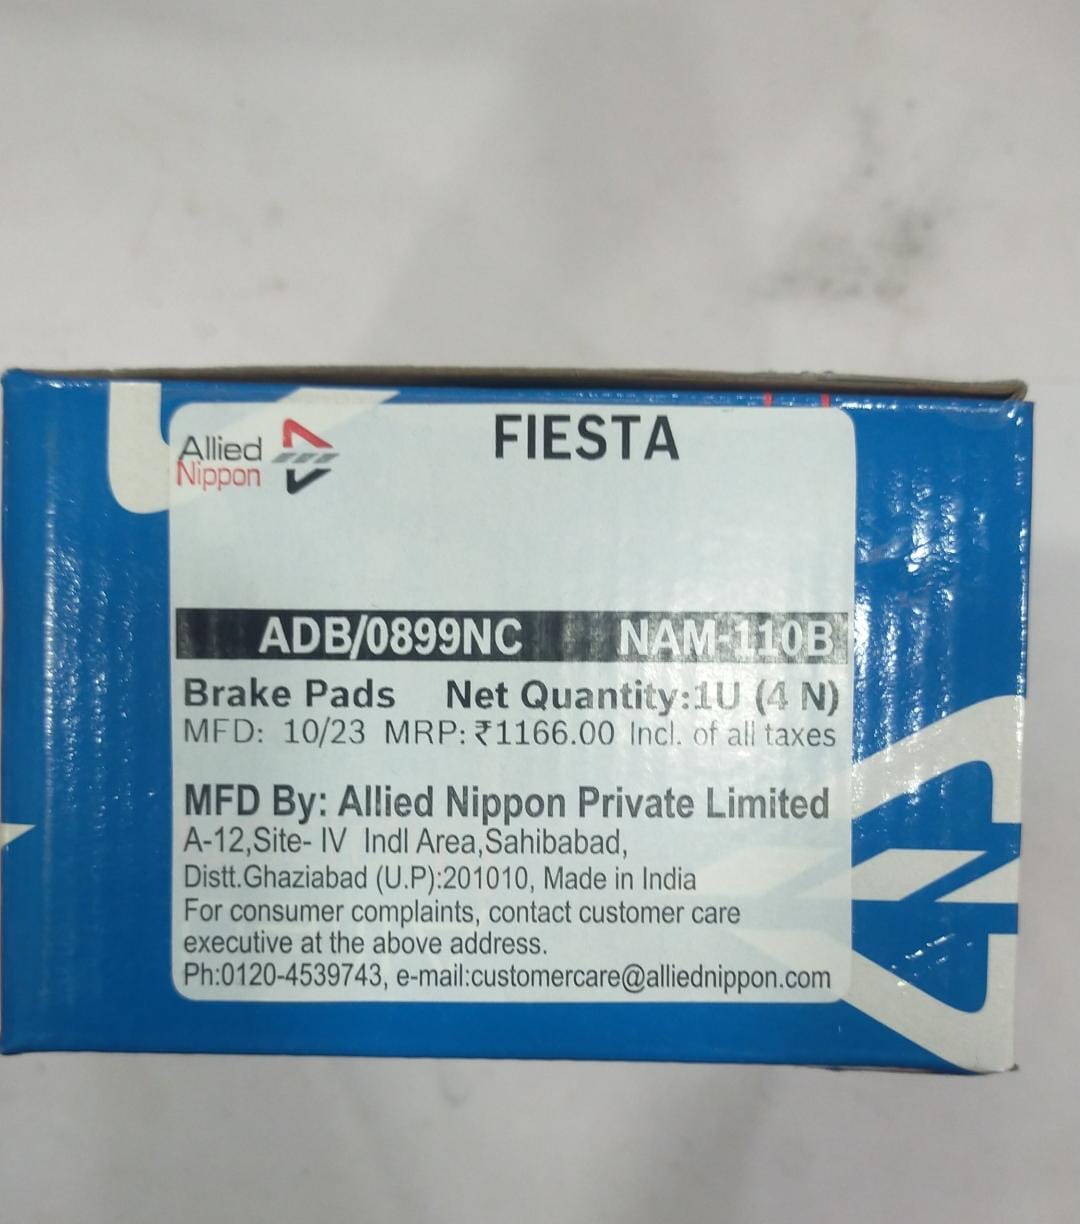 Allied
Nippon
FIESTA
ADB/0899NC NAM-110B
Brake Pads Net Quantity:1U (4 N)
MFD: 10/23 MRP: ₹1166.00 Incl. of all taxes
MFD By: Allied Nippon Private Limited
A-12,Site- IV Indl Area,Sahibabad,
Distt.Ghaziabad (U.P):201010, Made in India
For consumer complaints, contact customer care
executive at the above address.
Ph:0120-4539743, e-mail:customercare@alliednippon.com